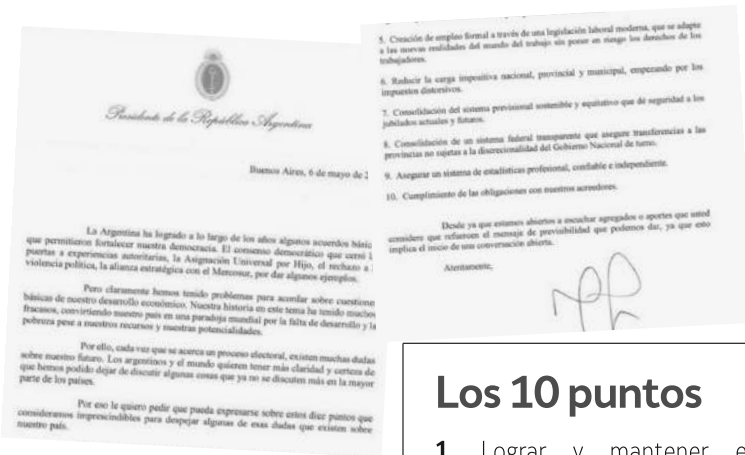 Presidente de la República Argentina
Buenos Aires, 6 de mayo de 2
La Argentina ha logrado a lo largo de los años algunos acuerdos básic
que permitieron fortalecer nuestra democracia. El consenso democrático que cerró l
puertas a experiencias autoritarias, la Asignación Universal por Hijo, el rechazo a
violencia política, la alianza estratégica con el Mercosur, por dar algunos ejemplos.
Pero claramente hemos tenido problemas para acordar sobre cuestione
básicas de nuestro desarrollo económico. Nuestra historia en este tema ha tenido muchos
fracasos, convirtiendo nuestro país en una paradoja mundial por la falta de desarrollo y la
pobreza pese a nuestros recursos y nuestras potencialidades.
Por ello, cada vez que se acerca un proceso electoral, existen muchas dudas
sobre nuestro futuro. Los argentinos y el mundo quieren tener más claridad y certeza de
que hemos podido dejar de discutir algunas cosas que ya no se discuten más en la mayor
parte de los países.
Por eso le quiero pedir que pueda expresarse sobre estos diez puntos que
consideramos imprescindibles para despejar algunas de esas dudas que existen sobre
nuestro país.
5. Creación de empleo formal a través de una legislación laboral moderna, que se adapte
a las nuevas realidades del mundo del trabajo sin poner en riesgo los derechos de los
trabajadores.
6. Reducir la carga impositiva nacional, provincial y municipal, empezando por los
impuestos distorsivos.
7. Consolidación del sistema previsional sostenible y equitativo que de seguridad a los
jubilados actuales y futuros.
8. Consolidación de un sistema federal transparente que asegure transferencias a las
provincias no sujetas a la discrecionalidad del Gobierno Nacional de turno.
9. Asegurar un sistema de estadísticas profesional, confiable e independiente.
10. Cumplimiento de las obligaciones con nuestros acreedores.
Desde ya que estamos abiertos a escuchar agregados o aportes que usted
considere que refuercen el mensaje de previsibilidad que podemos dar, ya que esto
implica el inicio de una conversación abierta.
Atentamente,
Los 10 puntos
1. Lograr y mantener e